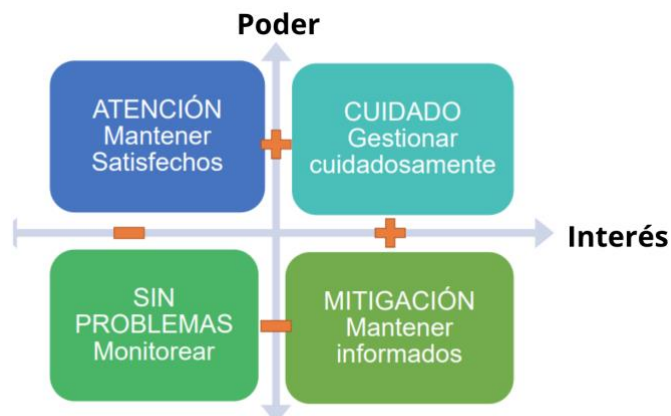 Poder
ATENCIÓN
Mantener
Satisfechos
CUIDADO
Gestionar
cuidadosamente
Interés
SIN
PROBLEMAS
Monitorear
MITIGACIÓN
Mantener
informados